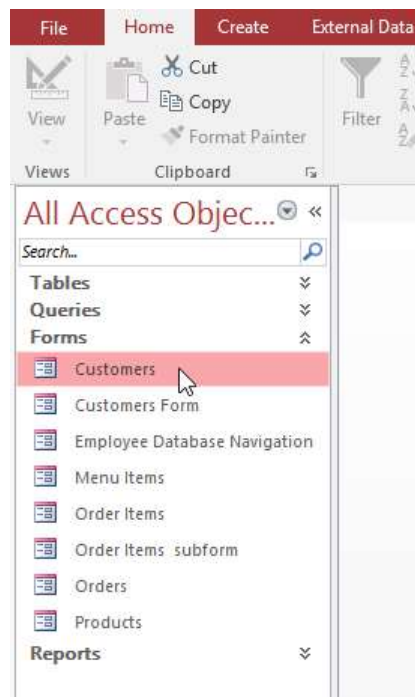 File Home Create External Data
Cut
Copy
Format Painter
View Paste Filter
Views Clipboard
All Access Objec...
Search...
Tables
Queries
Forms
Customers
Customers Form
Employee Database Navigation
Menu Items
Order Items
Order Items subform
Orders
Products
Reports